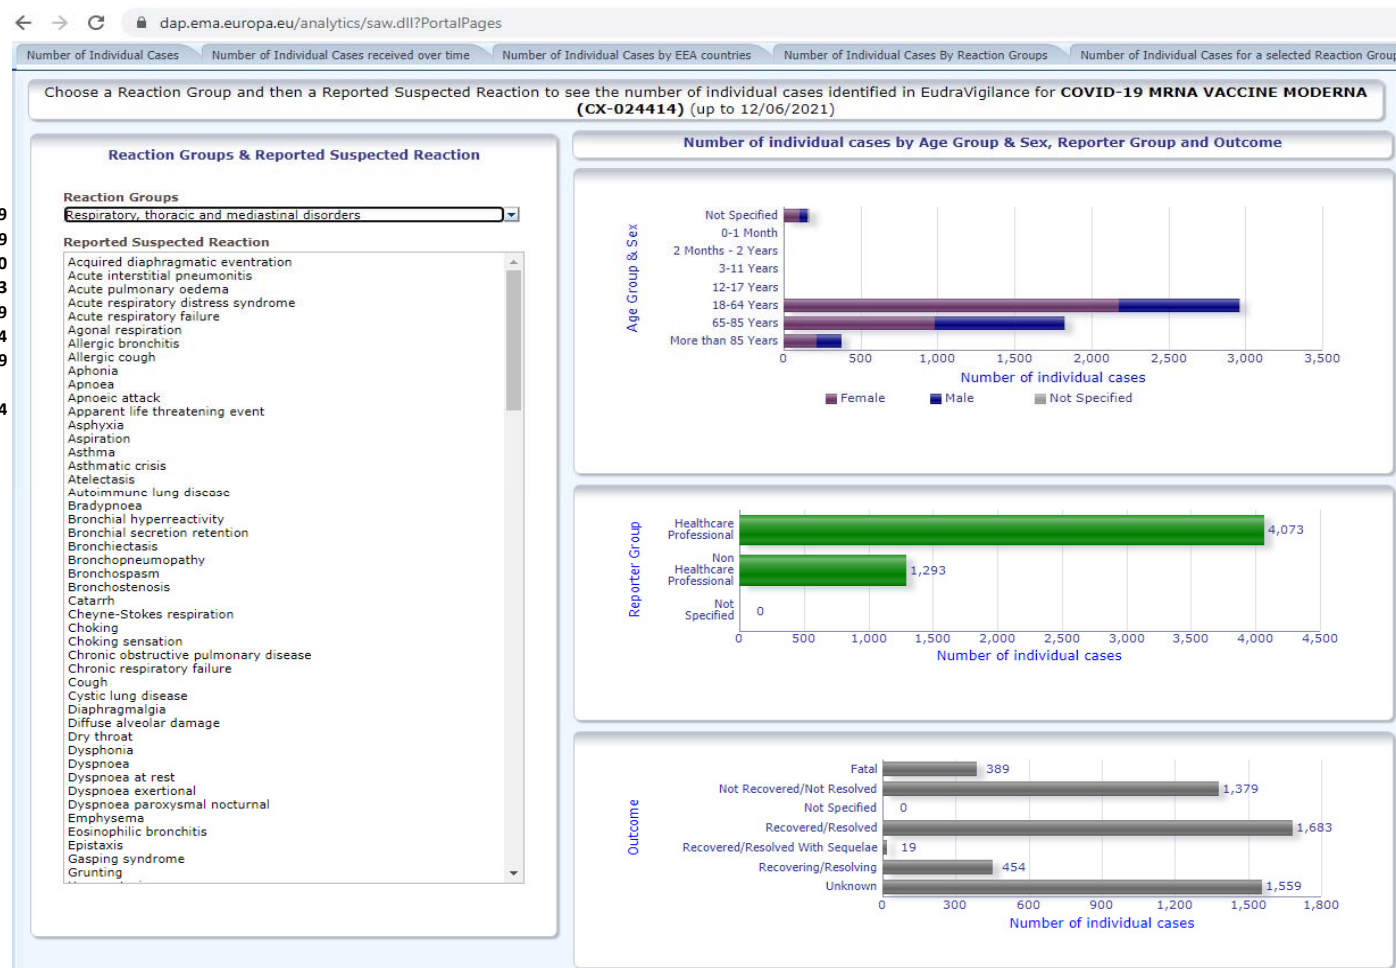 dap.ema.europa.eu/analytics/saw.dll?PortalPages
Number of Individual Cases
Number of Individual Cases received over time
Number of Individual Cases by EEA countries
Number of Individual Cases By Reaction Groups
Number of Individual Cases for a selected Reaction Group
Choose a Reaction Group and then a Reported Suspected Reaction to see the number of individual cases identified in EudraVigilance for COVID-19 MRNA VACCINE MODERNA
(CX-024414) (up to 12/06/2021)
Reaction Groups & Reported Suspected Reaction
Reaction Groups
Respiratory, thoracic and mediastinal disorders
Reported Suspected Reaction
Acquired diaphragmatic eventration
Acute interstitial pneumonitis
Acute pulmonary oedema
Acute respiratory distress syndrome
Acute respiratory failure
Agonal respiration
Allergic bronchitis
Allergic cough
Aphonia
Apnoea
Apnoeic attack
Apparent life threatening event
Asphyxia
Aspiration
Asthma
Asthmatic crisis
Atelectasis
Autoimmune lung disease
Bradypnoea
Bronchial hyperreactivity
Bronchial secretion retention
Bronchiectasis
Bronchopneumopathy
Bronchospasm
Bronchostenosis
Catarrh
Cheyne-Stokes respiration
Choking
Choking sensation
Chronic obstructive pulmonary disease
Chronic respiratory failure
Cough
Cystic lung disease
Diaphragmalgia
Diffuse alveolar damage
Dry throat
Dysphonia
Dyspnoea
Dyspnoea at rest
Dyspnoea exertional
Dyspnoea paroxysmal nocturnal
Emphysema
Eosinophilic bronchitis
Epistaxis
Gasping syndrome
Grunting
9
9
0
3
9
4
9
4
Number of individual cases by Age Group & Sex, Reporter Group and Outcome
Age Group & Sex
Not Specified
0-1 Month
2 Months - 2 Years
3-11 Years
12-17 Years
18-64 Years
65-85 Years
More than 85 Years
0 500 1,000 1,500 2,000 2,500 3,000 3,500
Number of individual cases
Female Male Not Specified
Reporter Group
Healthcare
Professional
4,073
Non
Healthcare
Professional
1,293
Not
Specified
0
0 500 1,000 1,500 2,000 2,500 3,000 3,500 4,000 4,500
Number of individual cases
Outcome
Fatal 389
Not Recovered/Not Resolved 1,379
Not Specified 0
Recovered/Resolved 1,683
Recovered/Resolved With Sequelae 19
Recovering/Resolving 454
Unknown 1,559
0 300 600 900 1,200 1,500 1,800
Number of individual cases